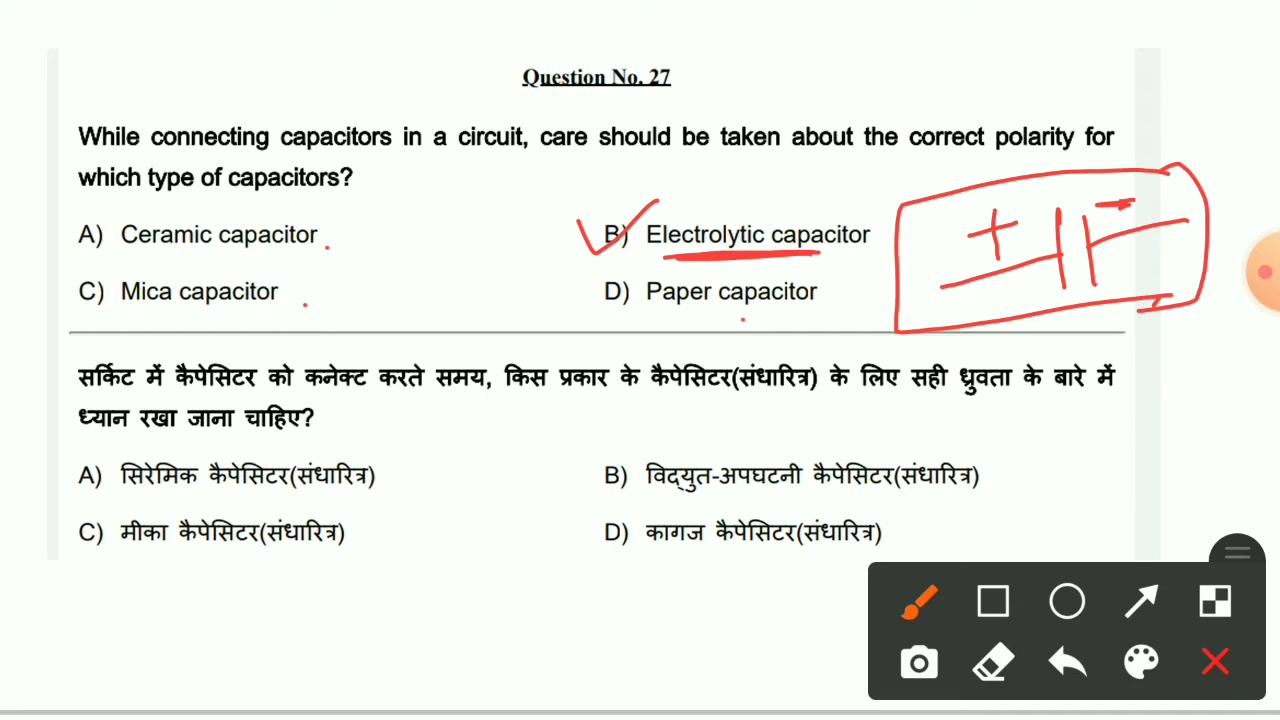 Question No. 27
While connecting capacitors in a circuit, care should be taken about the correct polarity for
which type of capacitors?
A) Ceramic capacitor
B) Electrolytic capacitor
C) Mica capacitor
D) Paper capacitor
+ -
सर्किट में कैपेसिटर को कनेक्ट करते समय, किस प्रकार के कैपेसिटर(संधारित्र) के लिए सही ध्रुवता के बारे में
ध्यान रखा जाना चाहिए?
A) सिरेमिक कैपेसिटर(संधारित्र)
B) विद्युत-अपघटनी कैपेसिटर(संधारित्र)
C) मीका कैपेसिटर(संधारित्र)
D) कागज कैपेसिटर(संधारित्र)